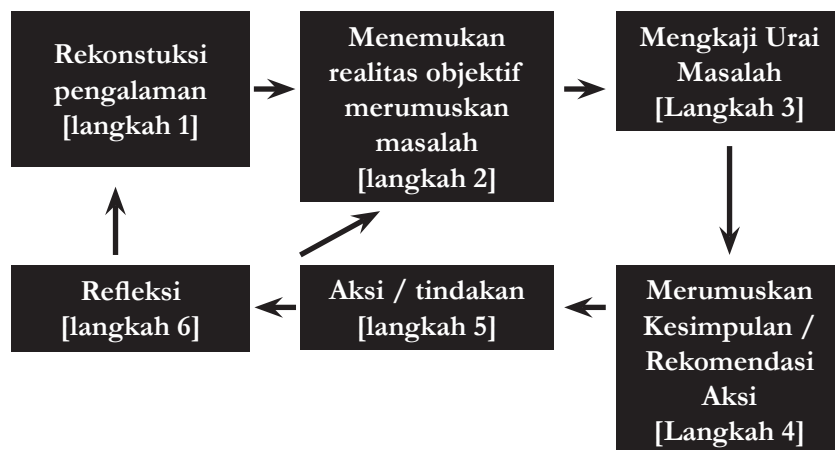 Rekonstuksi
pengalaman
[langkah 1]
Menemukan
realitas objektif
merumuskan
masalah
[langkah 2]
Mengkaji Urai
Masalah
[Langkah 3]
Merumuskan
Kesimpulan /
Rekomendasi
Aksi
[Langkah 4]
Aksi / tindakan
[langkah 5]
Refleksi
[langkah 6]